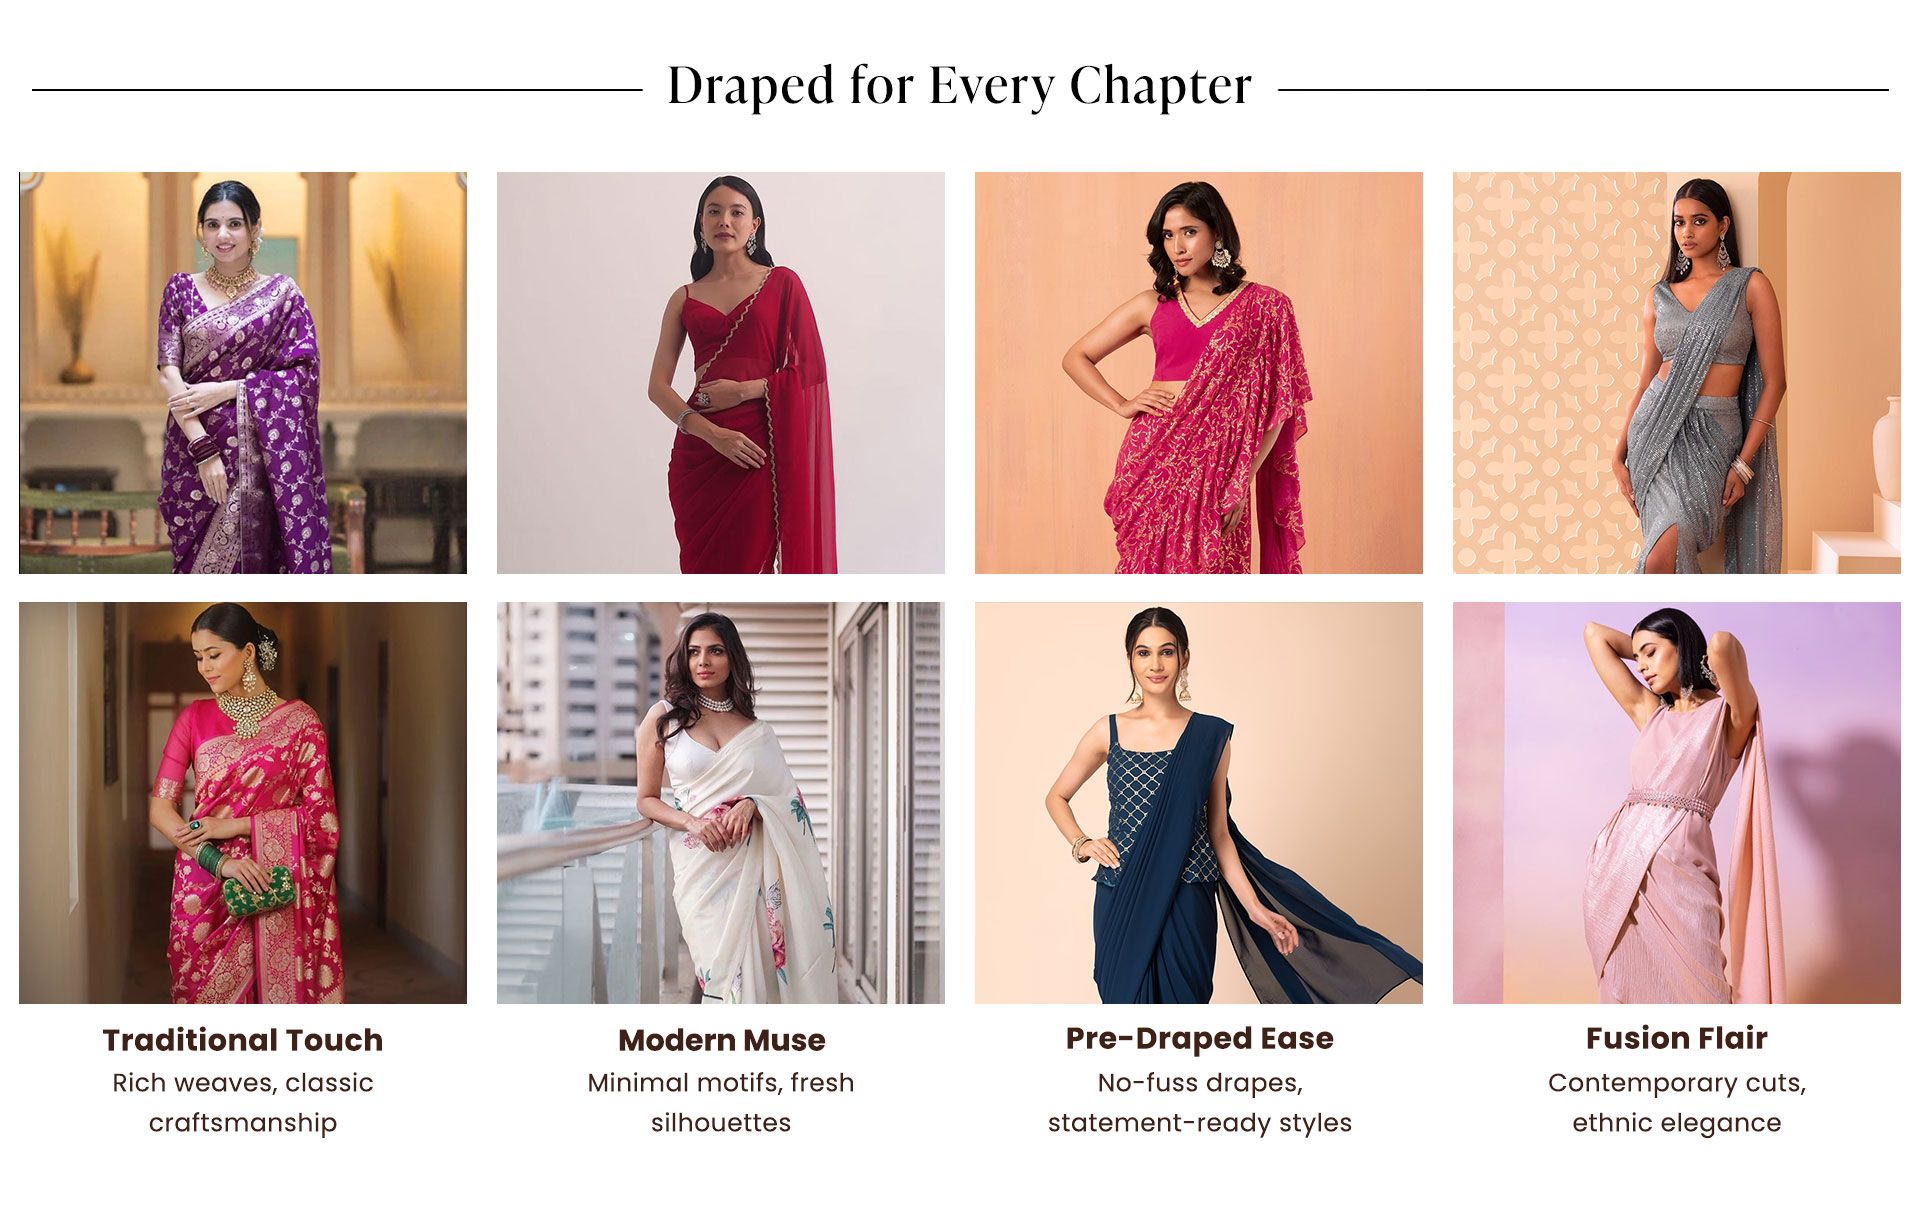 Draped for Every Chapter
Traditional Touch
Rich weaves, classic
craftsmanship
Modern Muse
Minimal motifs, fresh
silhouettes
Pre-Draped Ease
No-fuss drapes,
statement-ready styles
Fusion Flair
Contemporary cuts,
ethnic elegance